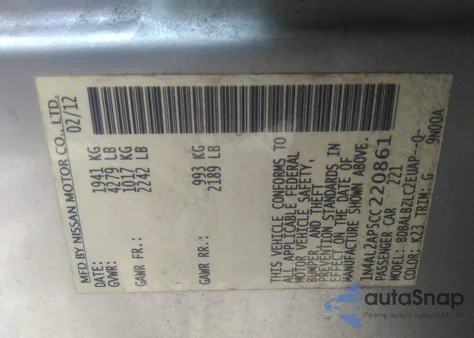 MFD BY NISSAN MOTOR CO., LTD.
DATE: 02/12
GVWR: 1941 KG
4279 LB
GAWR FR: 1017 KG
2242 LB
GAWR RR: 993 KG
2189 LB
THIS VEHICLE CONFORMS TO
ALL APPLICABLE FEDERAL
MOTOR VEHICLE SAFETY,
BUMPER, AND THEFT
PREVENTION STANDARDS IN
EFFECT ON THE DATE OF
MANUFACTURE SHOWN ABOVE.
1N4AL2AP5CC220861
PASSENGER CAR 221
MODEL: BDBALBZLC2EUAP--Q-
COLOR: K23 TRIM: G 9W00A
autoSnap